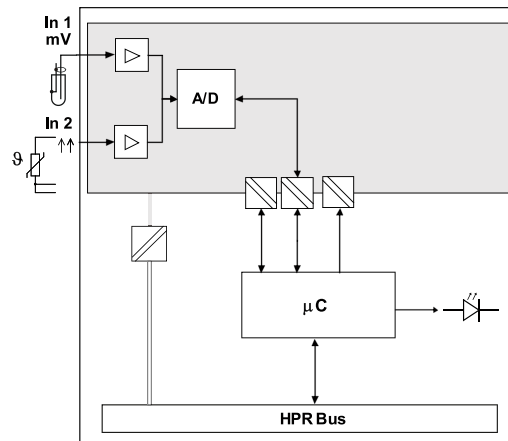 In 1
mV
A/D
In 2
ϑ
µC
HPR Bus